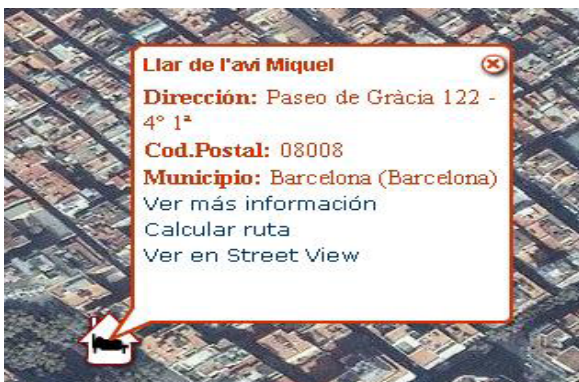 Llar de l'avi Miquel
Dirección: Paseo de Gràcia 122 -
4° 1ª
Cod.Postal: 08008
Municipio: Barcelona (Barcelona)
Ver más información
Calcular ruta
Ver en Street View